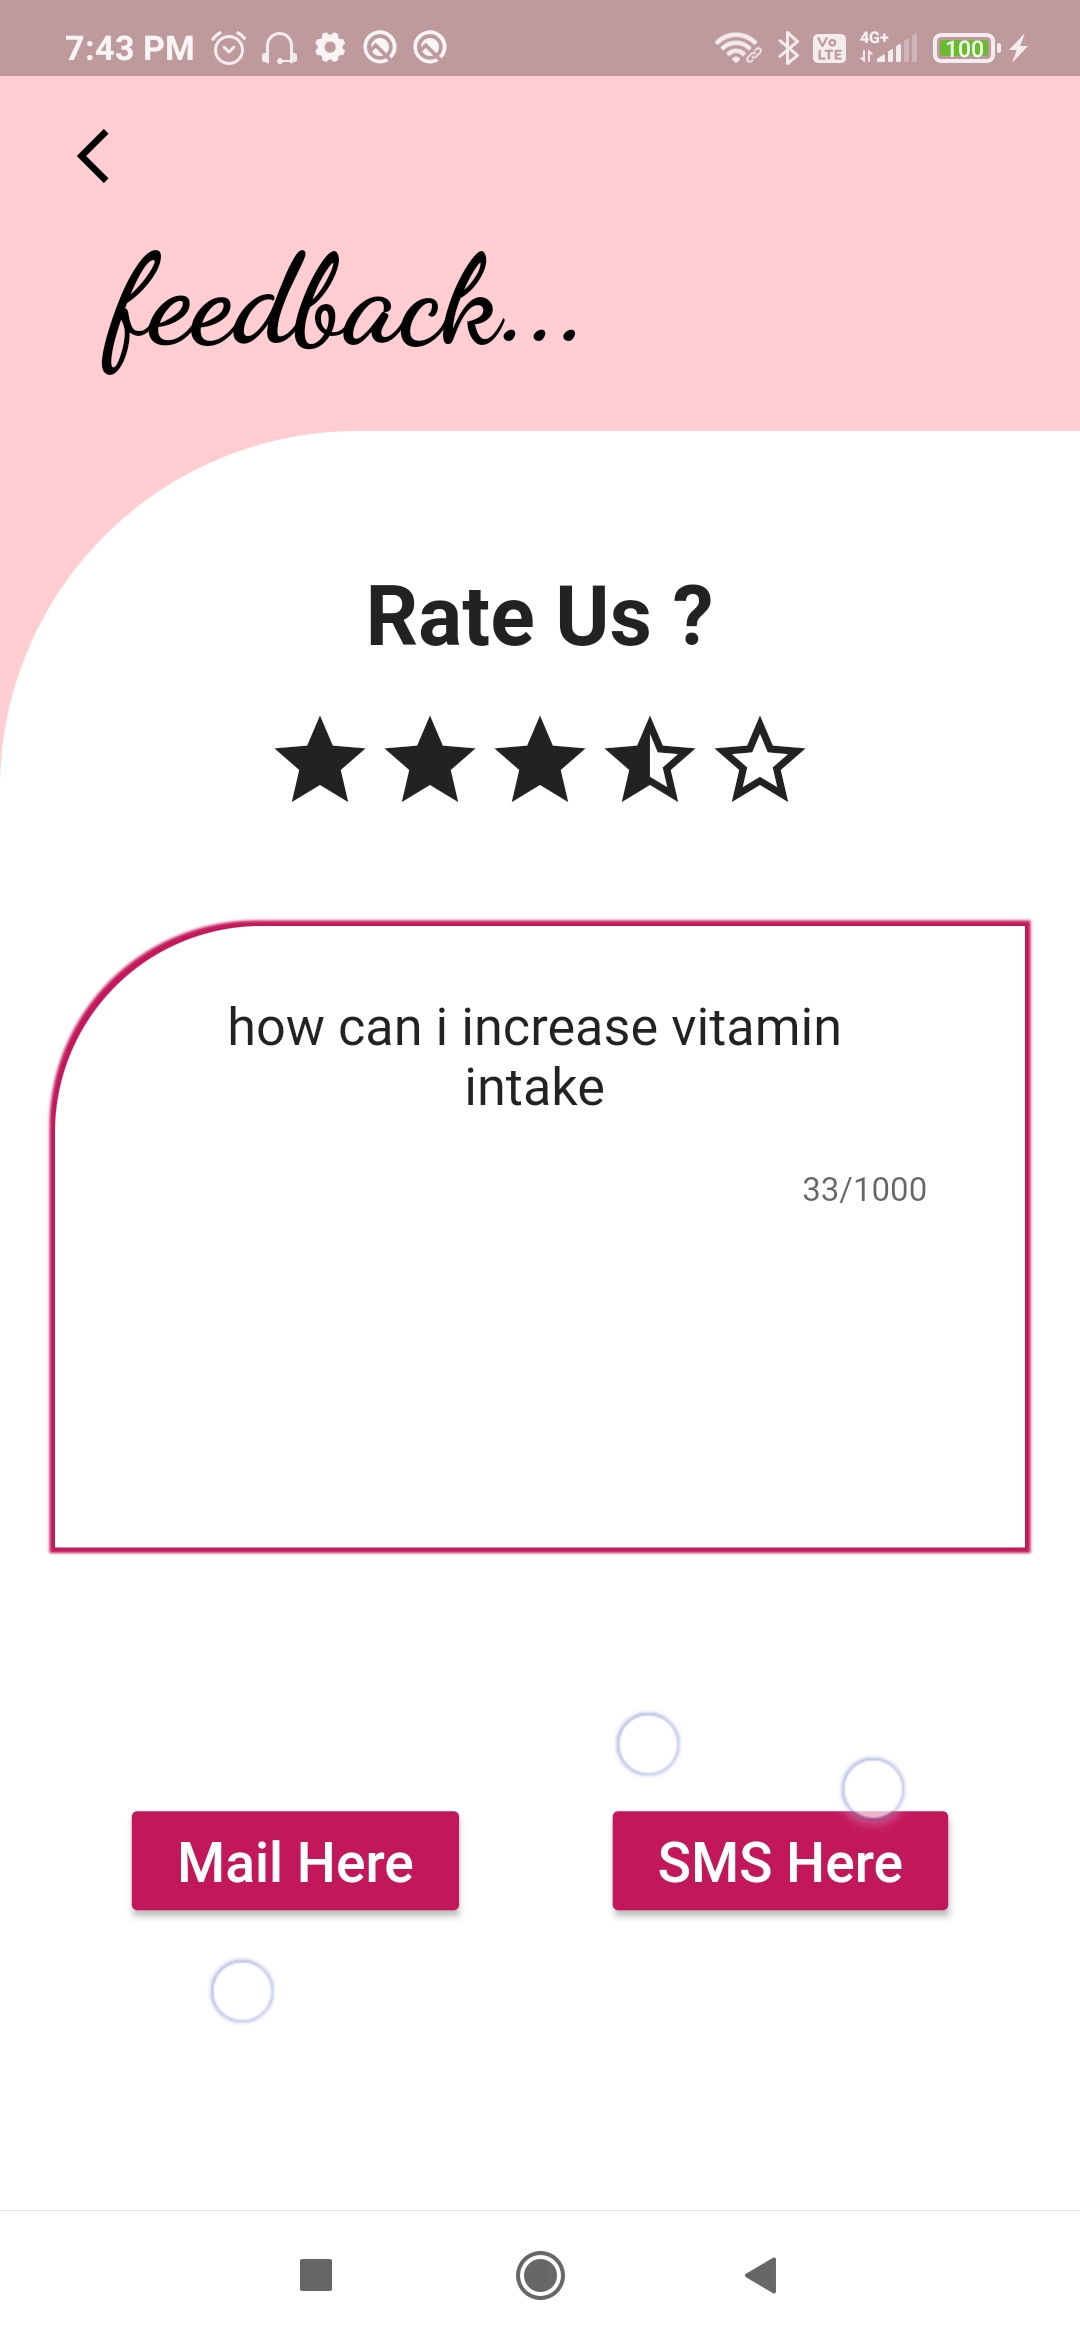 7:43 PM
Vo
LTE
4G+
100
feedback...
Rate Us ?
how can i increase vitamin
intake
33/1000
Mail Here
SMS Here